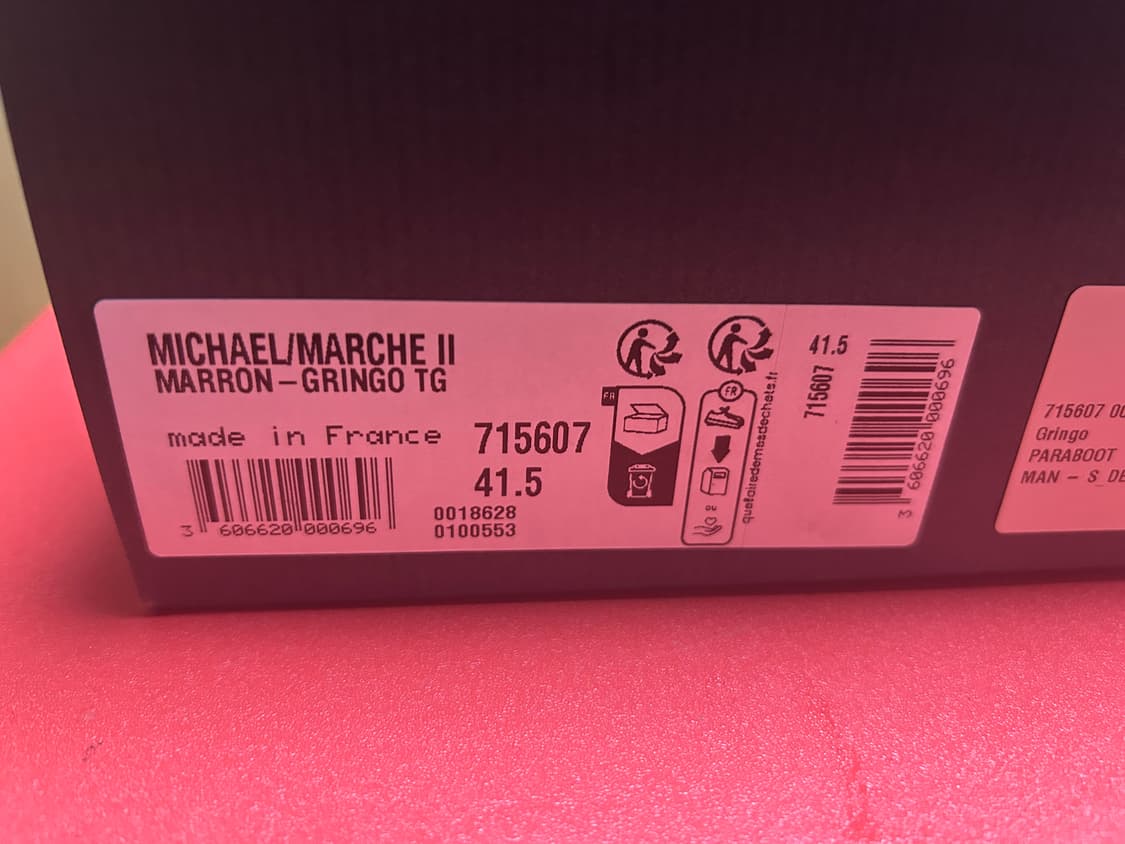 MICHAEL/MARCHE II
MARRON – GRINGO TG
made in France
715607
41.5
0018628
0100553
3 606620 000696
FR
FR
OU
quefairedemesdechets.fr
41.5
715607
3 606620 000696
715607
Gringo
PARABOOT
MAN – S_DE